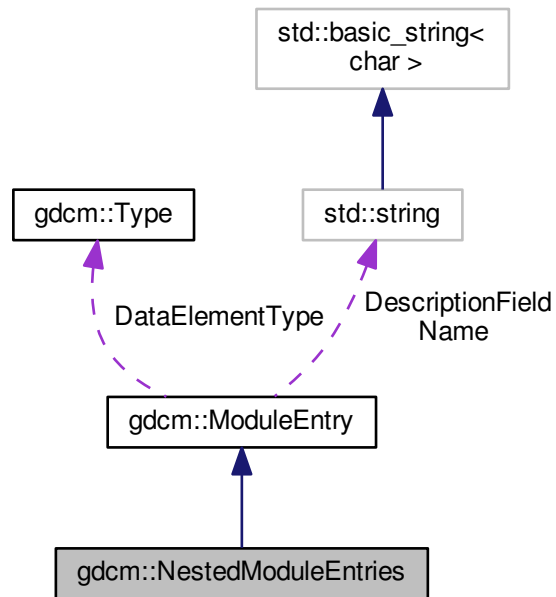 std::basic_string<
char >
gdcm::Type
std::string
DataElementType
DescriptionField
Name
gdcm::ModuleEntry
gdcm::NestedModuleEntries